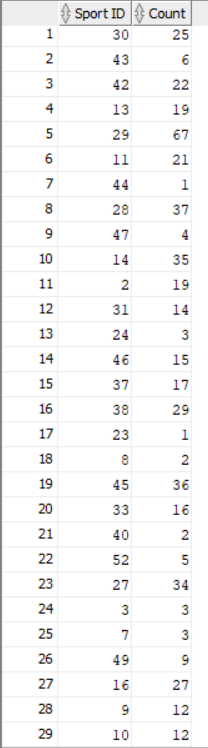 Sport ID Count
1 30 25
2 43 6
3 42 22
4 13 19
5 29 67
6 11 21
7 44 1
8 28 37
9 47 4
10 14 35
11 2 19
12 31 14
13 24 3
14 46 15
15 37 17
16 38 29
17 23 1
18 8 2
19 45 36
20 33 16
21 40 2
22 52 5
23 27 34
24 3 3
25 7 3
26 49 9
27 16 27
28 9 12
29 10 12